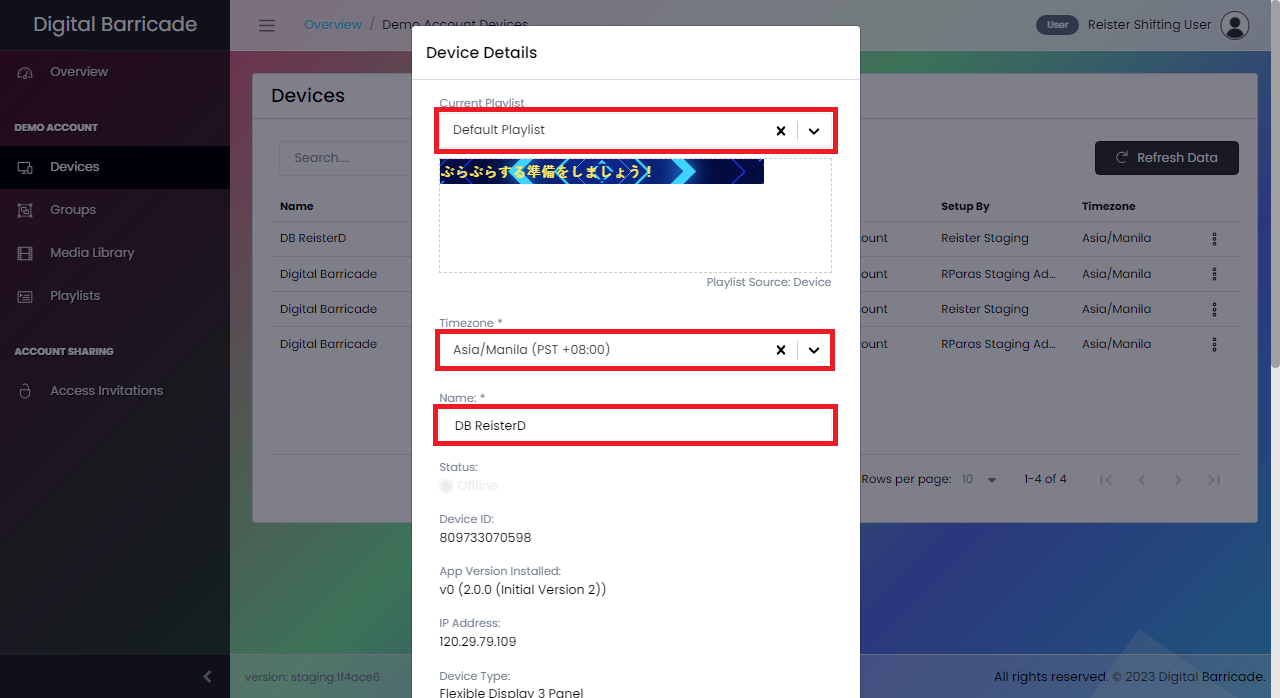 Digital Barricade
Overview
DEMO ACCOUNT
Devices
Groups
Media Library
Playlists
ACCOUNT SHARING
Access Invitations
Overview / Demo Account Devices
User Reister Shifting User
Devices
Search....
Refresh Data
Name Setup By Timezone
DB ReisterD ount Reister Staging Asia/Manila
Digital Barricade ount RParas Staging Ad... Asia/Manila
Digital Barricade ount Reister Staging Asia/Manila
Digital Barricade ount RParas Staging Ad... Asia/Manila
Rows per page: 10 1-4 of 4
version: staging.1f4ace6
All rights reserved. © 2023 Digital Barricade.
Device Details
Current Playlist
Default Playlist
ぶらぶらする準備をしましょう！
Playlist Source: Device
Timezone *
Asia/Manila (PST +08:00)
Name: *
DB ReisterD
Status:
Offline
Device ID:
809733070598
App Version Installed:
v0 (2.0.0 (Initial Version 2))
IP Address:
120.29.79.109
Device Type:
Flexible Display 3 Panel